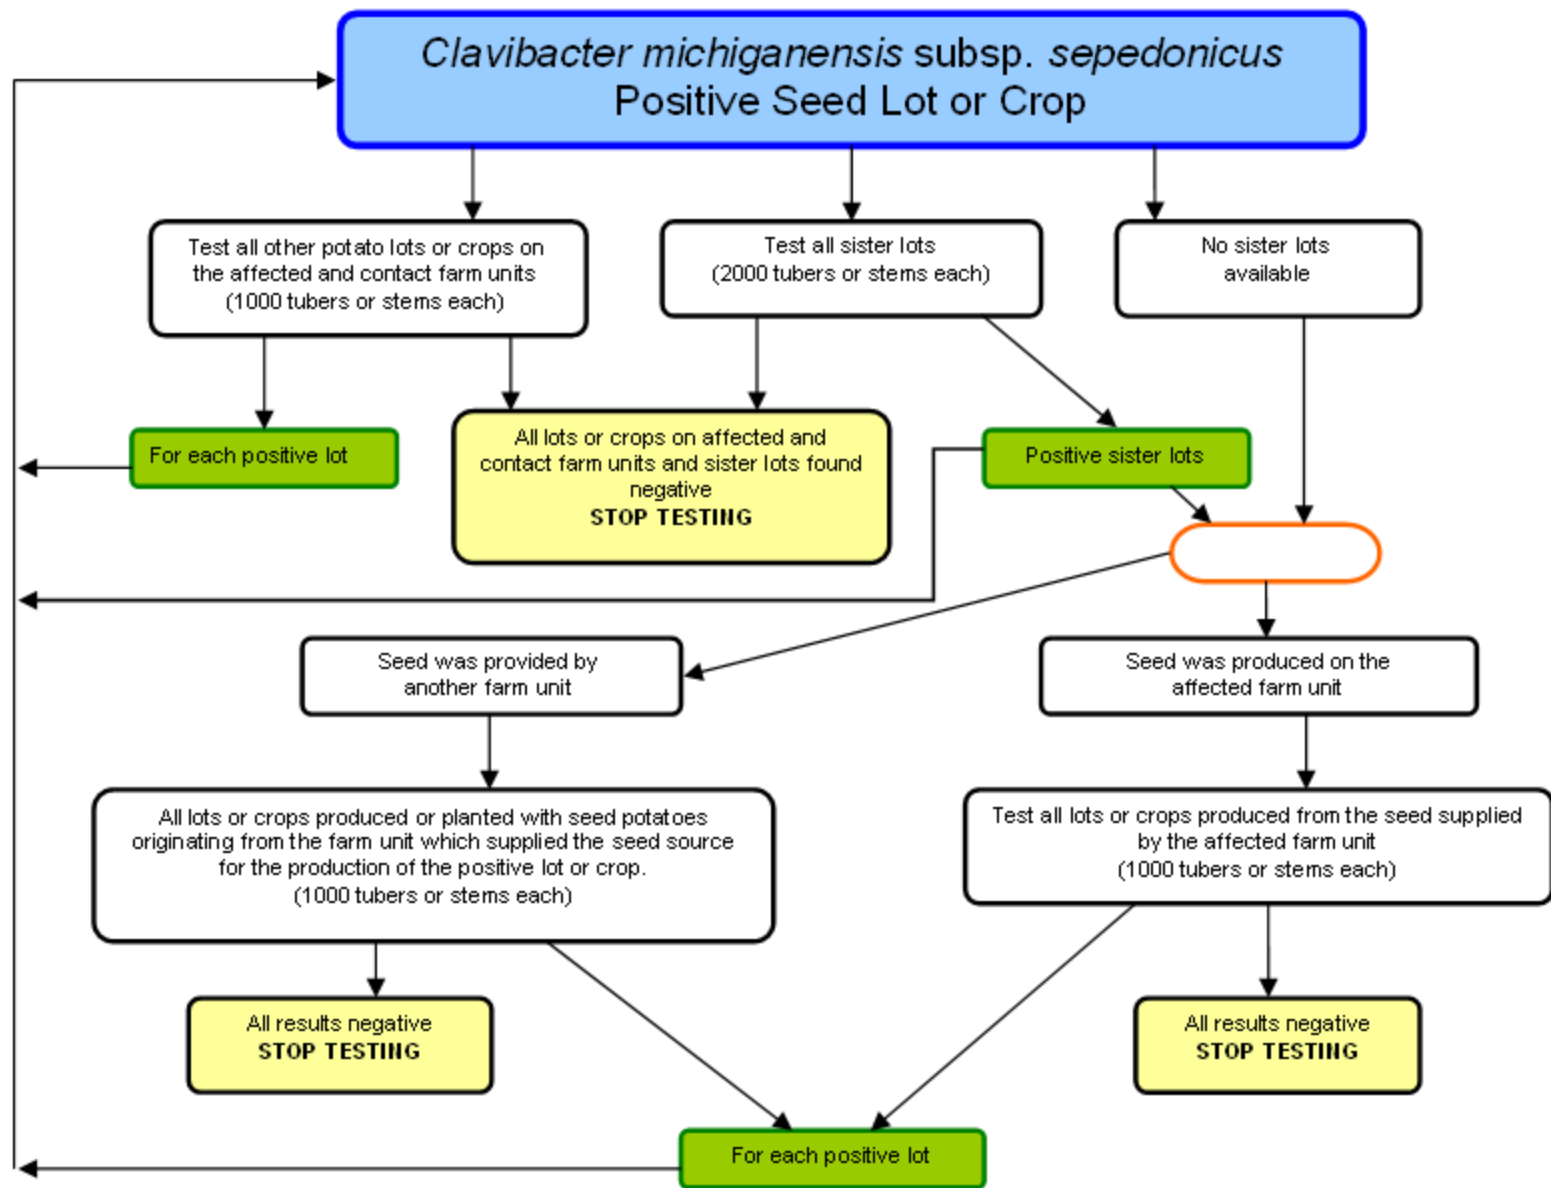 Clavibacter michiganensis subsp. sepedonicus
Positive Seed Lot or Crop
Test all other potato lots or crops on
the affected and contact farm units
(1000 tubers or stems each)
Test all sister lots
(2000 tubers or stems each)
No sister lots
available
For each positive lot
All lots or crops on affected and
contact farm units and sister lots found
negative
STOP TESTING
Positive sister lots
Seed was provided by
another farm unit
Seed was produced on the
affected farm unit
All lots or crops produced or planted with seed potatoes
originating from the farm unit which supplied the seed source
for the production of the positive lot or crop.
(1000 tubers or stems each)
Test all lots or crops produced from the seed supplied
by the affected farm unit
(1000 tubers or stems each)
All results negative
STOP TESTING
All results negative
STOP TESTING
For each positive lot